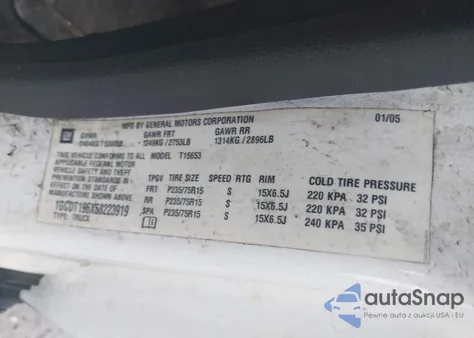 MFD BY GENERAL MOTORS CORPORATION 01/05
GM GVWR GAWR FRT GAWR RR
1249KG / 2753LB 1314KG / 2896LB
THIS VEHICLE CONFORMS TO ALL MODEL T15653
APPLICABLE FEDERAL MOTOR TPGV TIRE SIZE SPEED RTG RIM COLD TIRE PRESSURE
VEHICLE SAFETY AND THEFT FRT P235/75R15 S 15X6.5J 220 KPA 32 PSI
PREVENTION STANDARDS RR P235/75R15 S 15X6.5J 220 KPA 32 PSI
IN EFFECT ON THE DATE OF SPA P235/75R15 S 15X6.5J 240 KPA 35 PSI
MANUFACTURE SHOWN ABOVE.
TYPE: TRUCK
autoSnap
Pewne auta z aukcji USA i EU